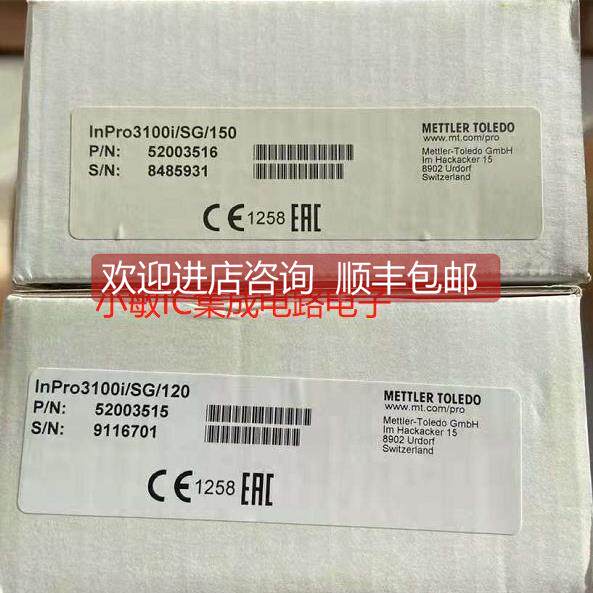 InPro3100i/SG/150
P/N: 52003516
S/N: 8485931
METTLER TOLEDO
www.mt.com/pro
Mettler-Toledo GmbH
Im Hackacker 15
8902 Urdorf
Switzerland
CE 1258 EAC
欢迎进店咨询 顺丰包邮
小敏IC集成电路电子
InPro3100i/SG/120
P/N: 52003515
S/N: 9116701
METTLER TOLEDO
www.mt.com/pro
Mettler-Toledo GmbH
Im Hackacker 15
8902 Urdorf
Switzerland
CE 1258 EAC